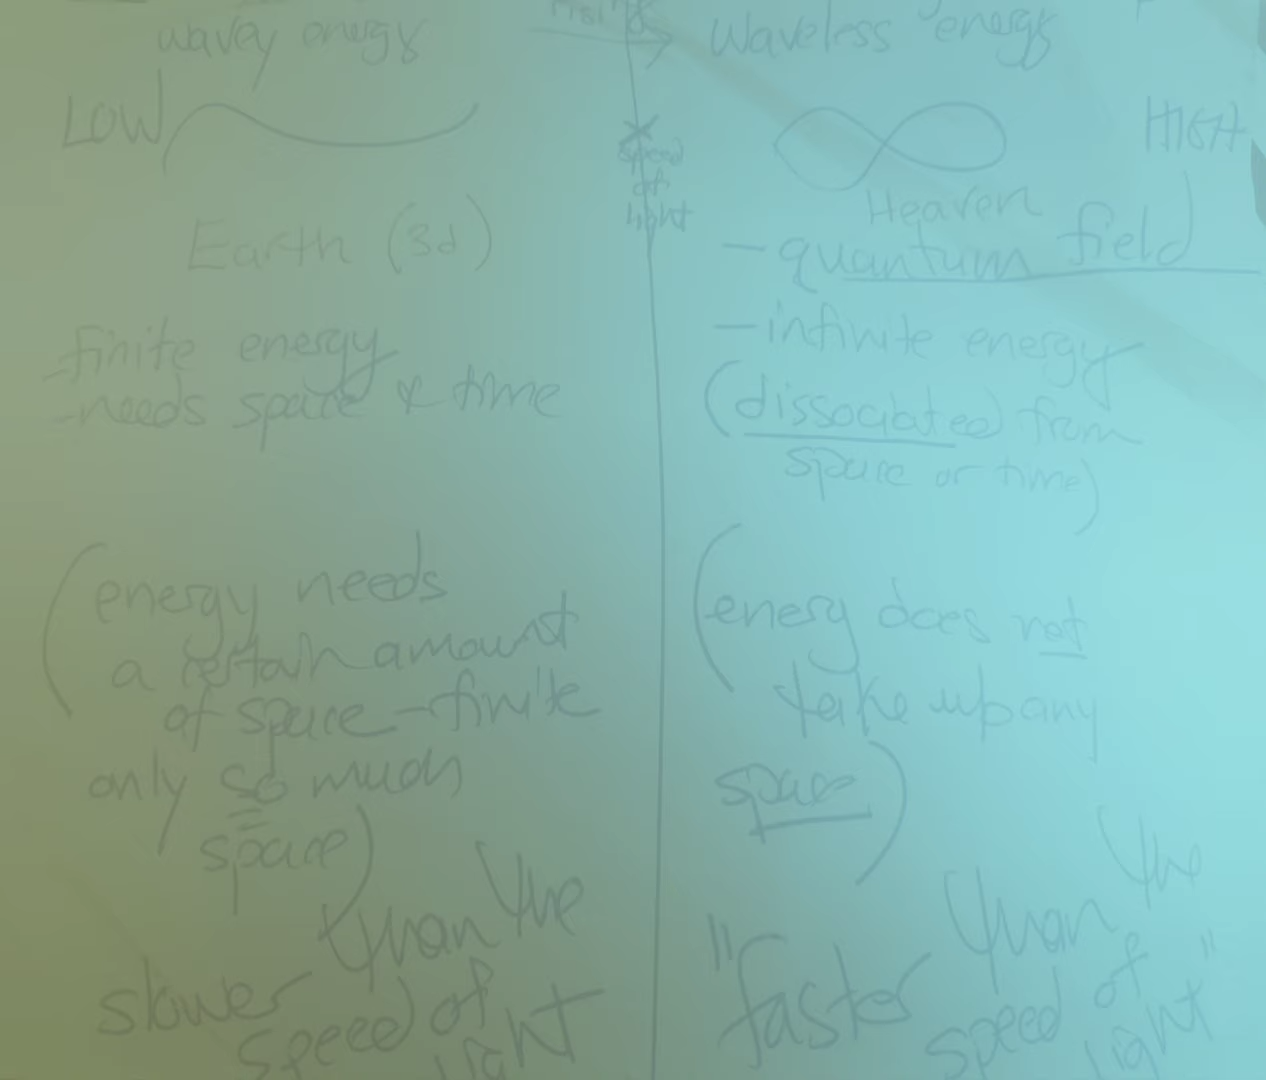 wavey energy
LOW
Earth (3d)
-finite energy
-needs space & time
(energy needs
a certain amount
of space - finite
only so much
space)
slower than the
speed of
light
speed
of
light
Waveless energy
HIGH
Heaven
- quantum field
- infinite energy
(dissociated from
space or time)
(energy does not
take up any
space)
"faster than the
speed of
light"